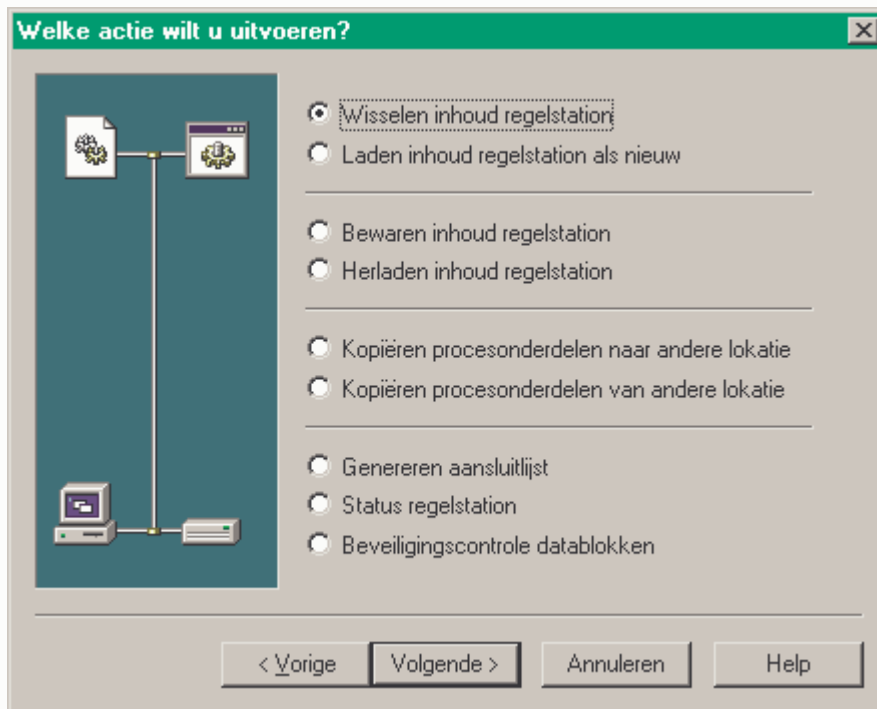 Welke actie wilt u uitvoeren?
Wisselen inhoud regelstation
Laden inhoud regelstation als nieuw
Bewaren inhoud regelstation
Herladen inhoud regelstation
Kopiëren procesonderdelen naar andere lokatie
Kopiëren procesonderdelen van andere lokatie
Genereren aansluitlijst
Status regelstation
Beveiligingscontrole datablokken
< Vorige Volgende > Annuleren Help